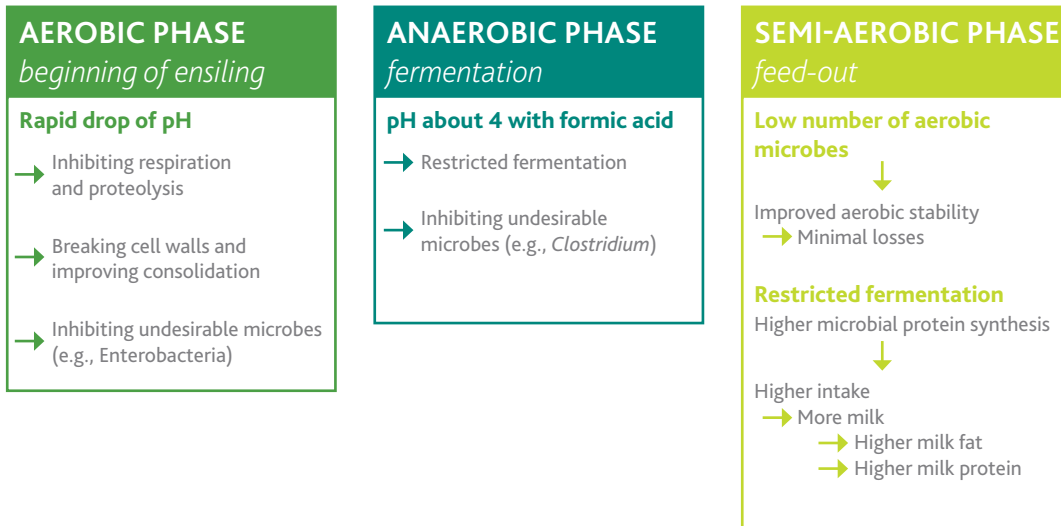 AEROBIC PHASE
beginning of ensiling
Rapid drop of pH
Inhibiting respiration
and proteolysis
Breaking cell walls and
improving consolidation
Inhibiting undesirable microbes
(e.g., Enterobacteria)
ANAEROBIC PHASE
fermentation
pH about 4 with formic acid
Restricted fermentation
Inhibiting undesirable
microbes (e.g., Clostridium)
SEMI-AEROBIC PHASE
feed-out
Low number of aerobic
microbes
Improved aerobic stability
Minimal losses
Restricted fermentation
Higher microbial protein synthesis
Higher intake
More milk
Higher milk fat
Higher milk protein